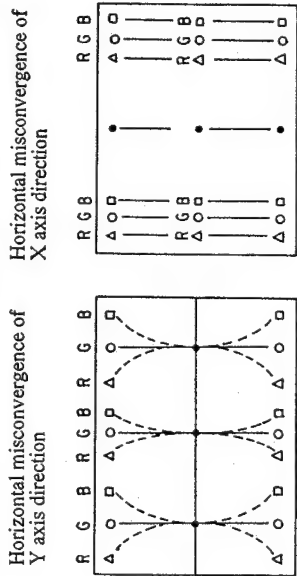 Horizontal misconvergence of
Y axis direction
R G B R G B R G B
Horizontal misconvergence of
X axis direction
R G B R G B
R G B R G B